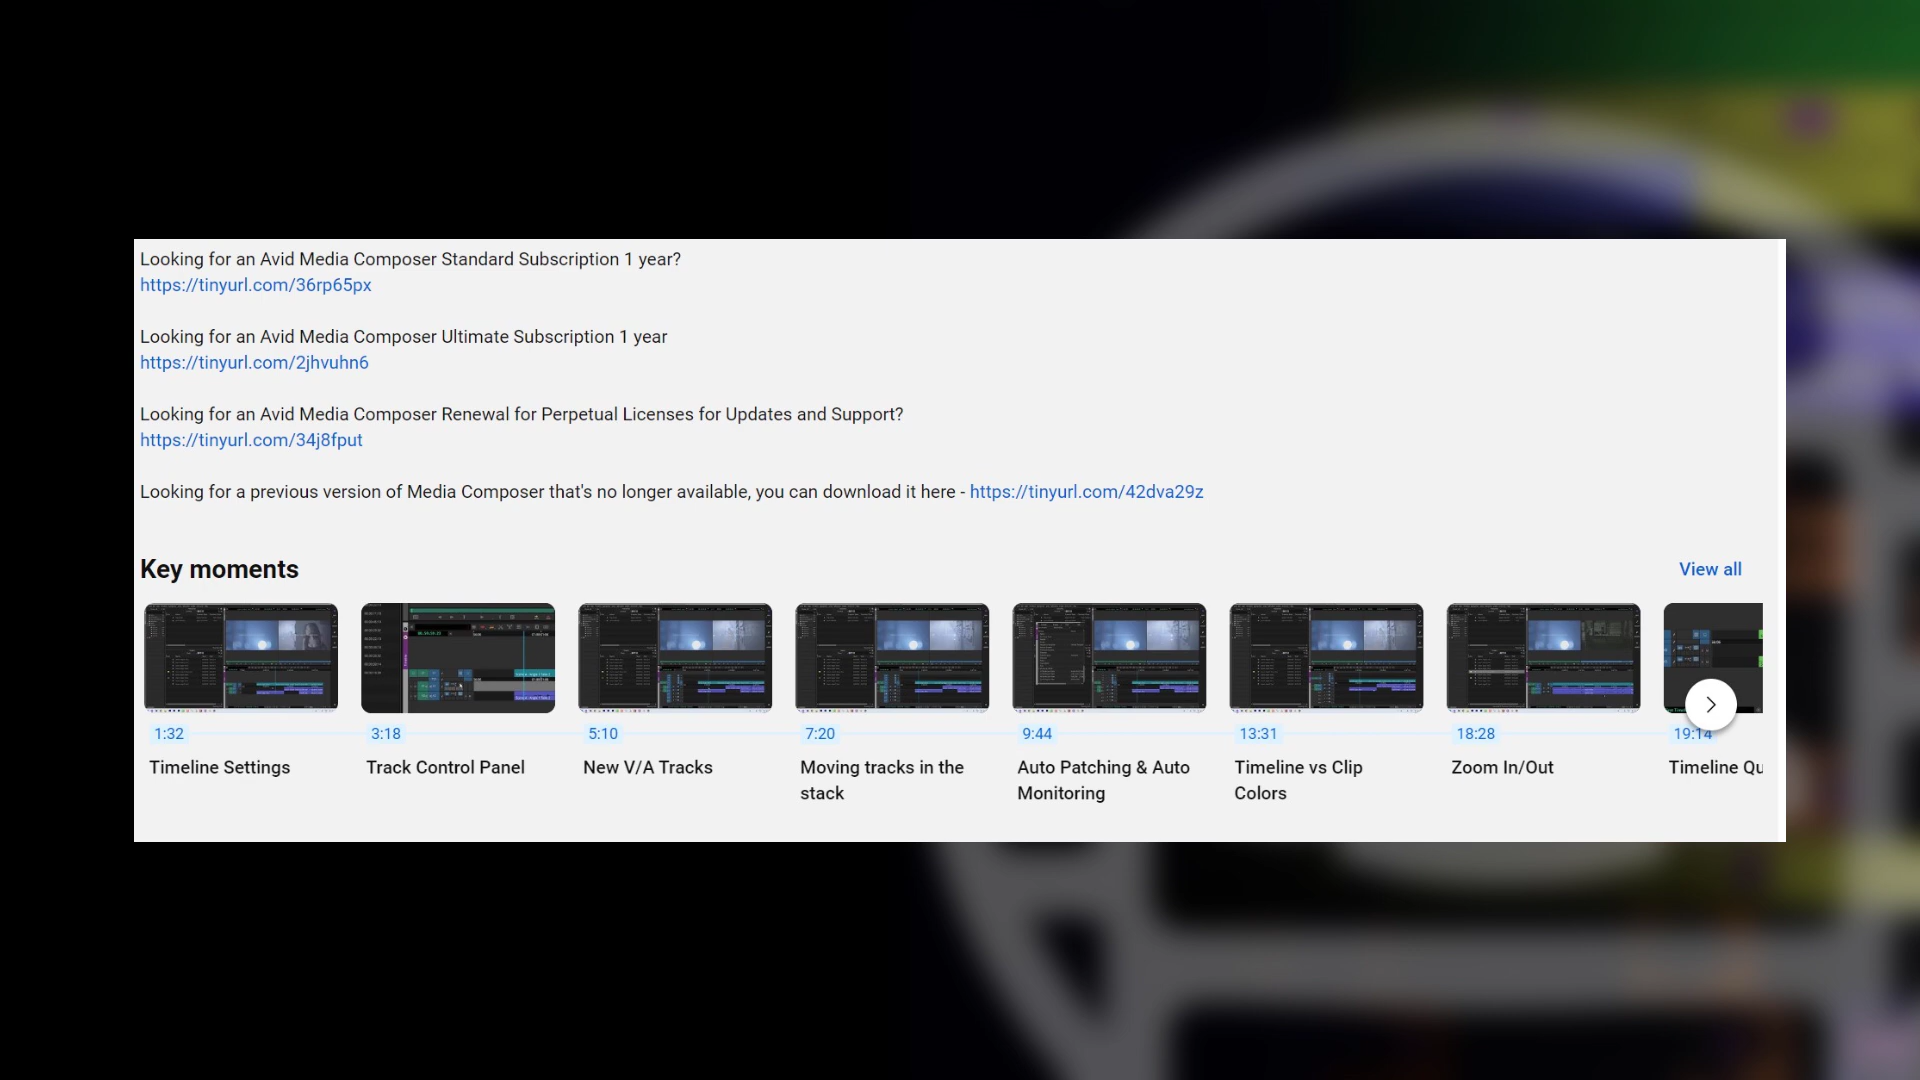 Looking for an Avid Media Composer Standard Subscription 1 year?
https://tinyurl.com/36rp65px
Looking for an Avid Media Composer Ultimate Subscription 1 year
https://tinyurl.com/2jhvuhn6
Looking for an Avid Media Composer Renewal for Perpetual Licenses for Updates and Support?
https://tinyurl.com/34j8fput
Looking for a previous version of Media Composer that's no longer available, you can download it here - https://tinyurl.com/42dva29z
Key moments
View all
1:32
Timeline Settings
3:18
Track Control Panel
5:10
New V/A Tracks
7:20
Moving tracks in the
stack
9:44
Auto Patching & Auto
Monitoring
13:31
Timeline vs Clip
Colors
18:28
Zoom In/Out
19:14
Timeline Qu